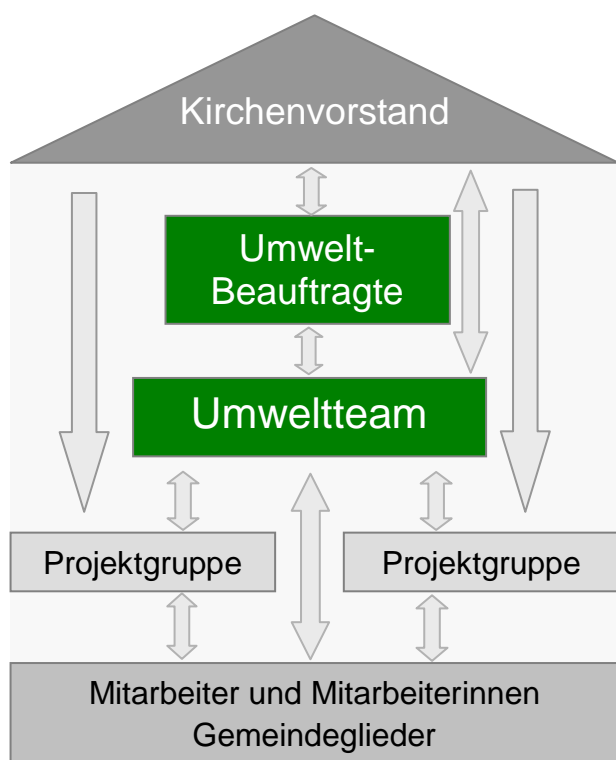 Kirchenvorstand
Umwelt-
Beauftragte
Umweltteam
Projektgruppe
Projektgruppe
Mitarbeiter und Mitarbeiterinnen
Gemeindeglieder